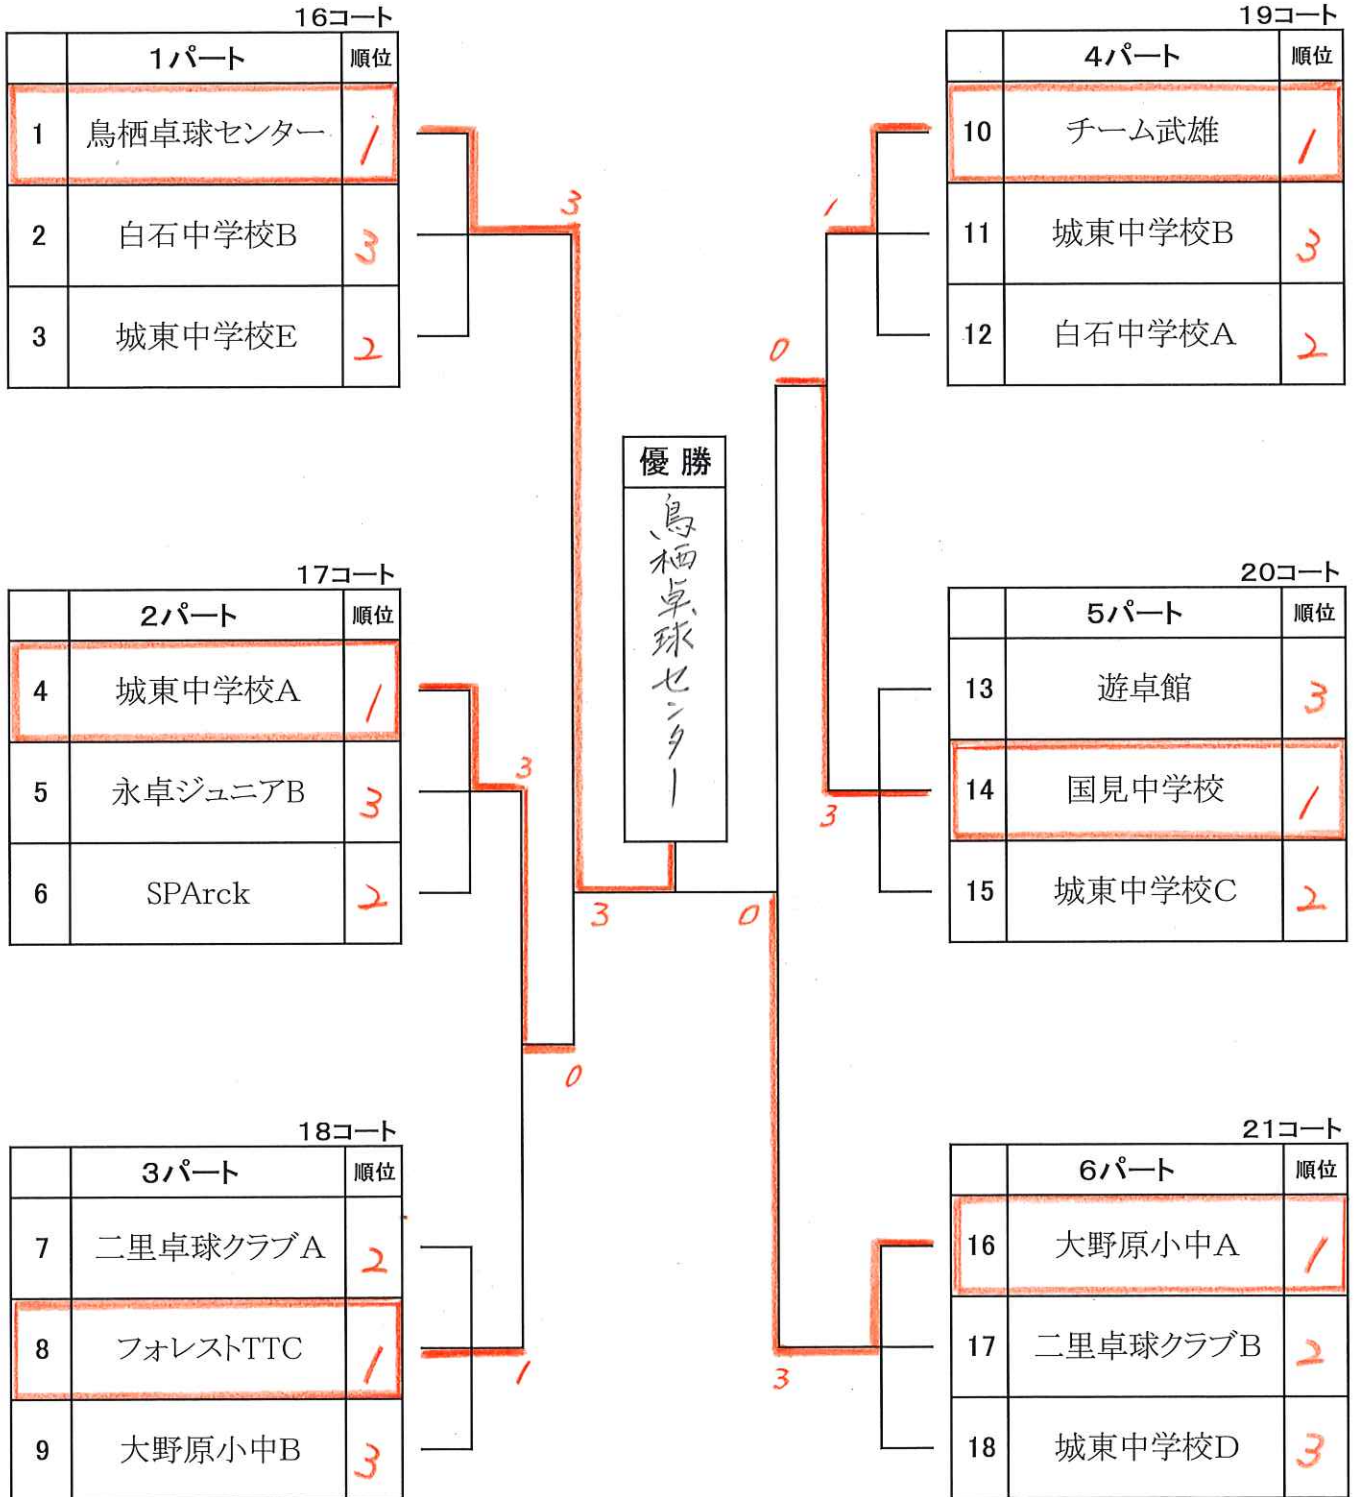 16コート
1パート 順位
1 鳥栖卓球センター 1
2 白石中学校B 3
3 城東中学校E 2
17コート
2パート 順位
4 城東中学校A 1
5 永卓ジュニアB 3
6 SPArck 2
18コート
3パート 順位
7 二里卓球クラブA 2
8 フォレストTTC 1
9 大野原小中B 3
3
3
0
1
優勝
鳥栖卓球センター
3 0
1
0
3
3
19コート
4パート 順位
10 チーム武雄 1
11 城東中学校B 3
12 白石中学校A 2
20コート
5パート 順位
13 遊卓館 3
14 国見中学校 1
15 城東中学校C 2
21コート
6パート 順位
16 大野原小中A 1
17 二里卓球クラブB 2
18 城東中学校D 3